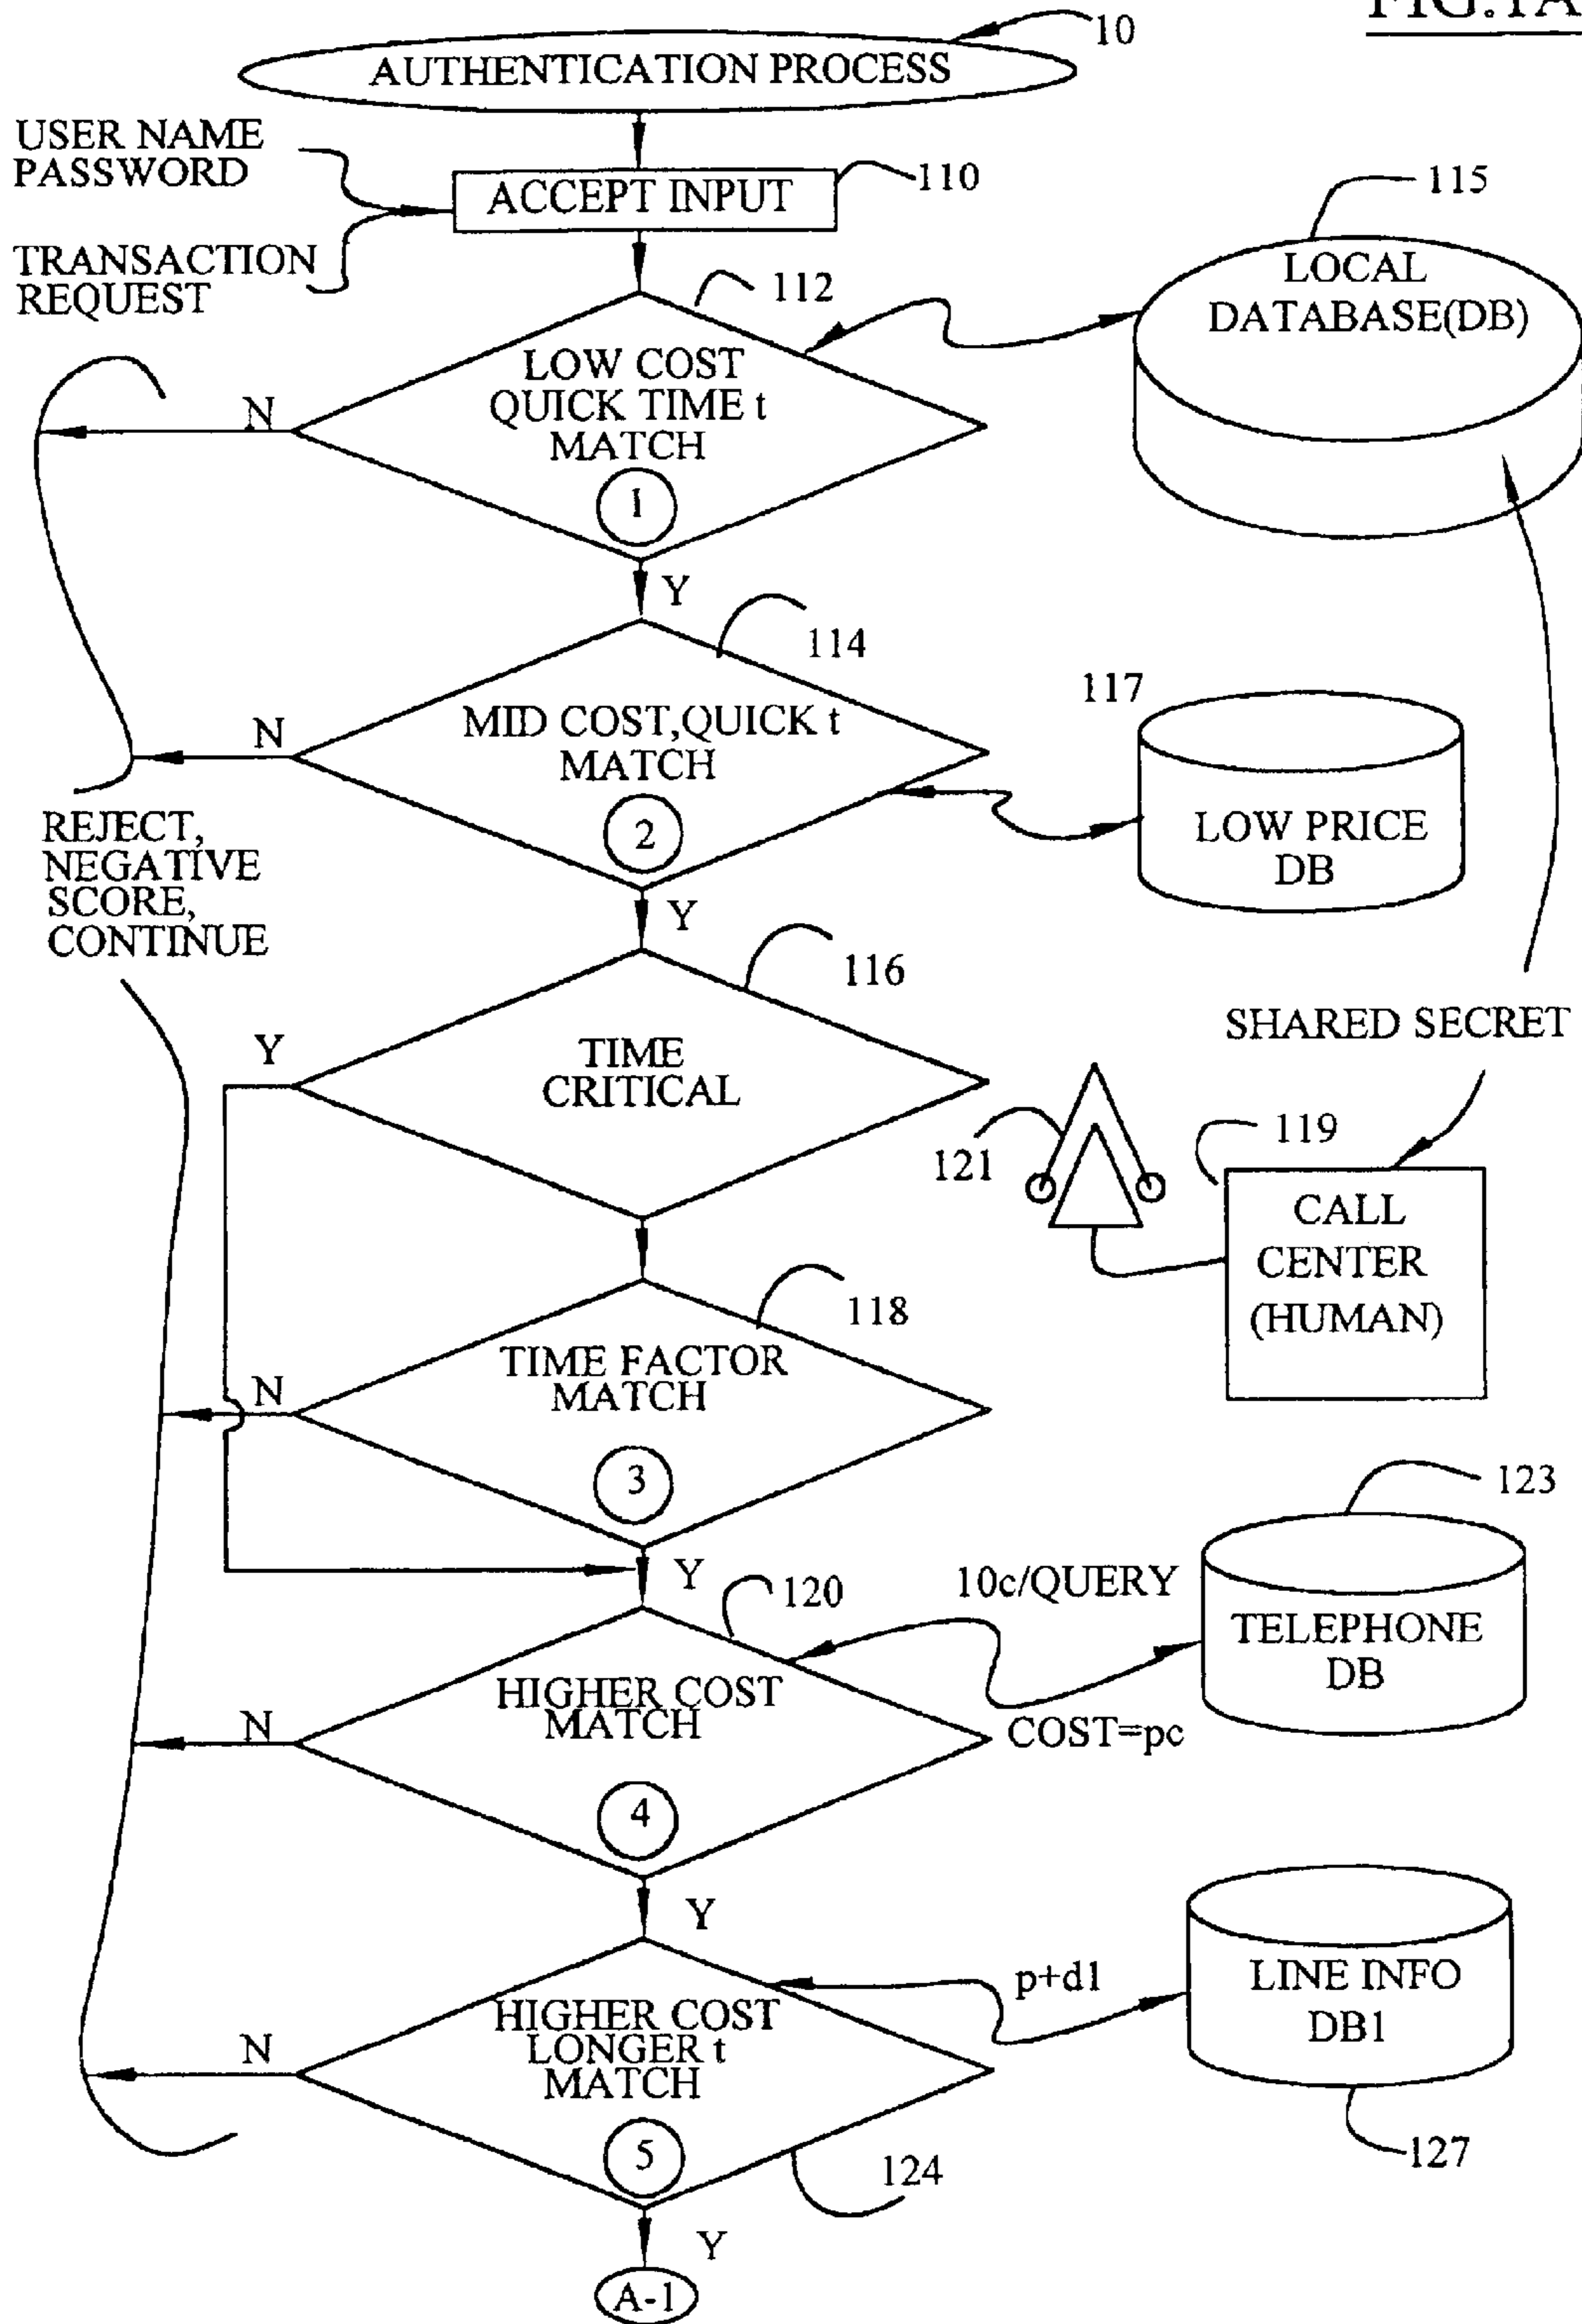 FIG.1A
10
AUTHENTICATION PROCESS
USER NAME
PASSWORD
ACCEPT INPUT
110
TRANSACTION
REQUEST
112
115
LOCAL
DATABASE(DB)
LOW COST
QUICK TIME t
MATCH
1
N
Y
114
MID COST,QUICK t
MATCH
2
N
117
LOW PRICE
DB
Y
REJECT,
NEGATIVE
SCORE,
CONTINUE
116
TIME
CRITICAL
Y
SHARED SECRET
121
119
CALL
CENTER
(HUMAN)
118
TIME FACTOR
MATCH
3
N
Y
123
120
10c/QUERY
TELEPHONE
DB
HIGHER COST
MATCH
4
N
COST=pc
Y
p+d1
LINE INFO
DB1
HIGHER COST
LONGER t
MATCH
5
N
124
127
Y
A-1